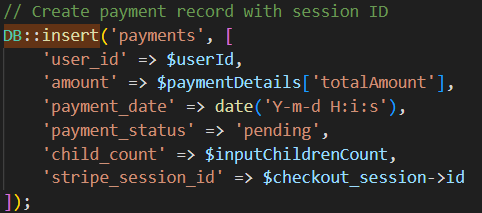 // Create payment record with session ID
DB::insert('payments', [
    'user_id' => $userId,
    'amount' => $paymentDetails['totalAmount'],
    'payment_date' => date('Y-m-d H:i:s'),
    'payment_status' => 'pending',
    'child_count' => $inputChildrenCount,
    'stripe_session_id' => $checkout_session->id
]);